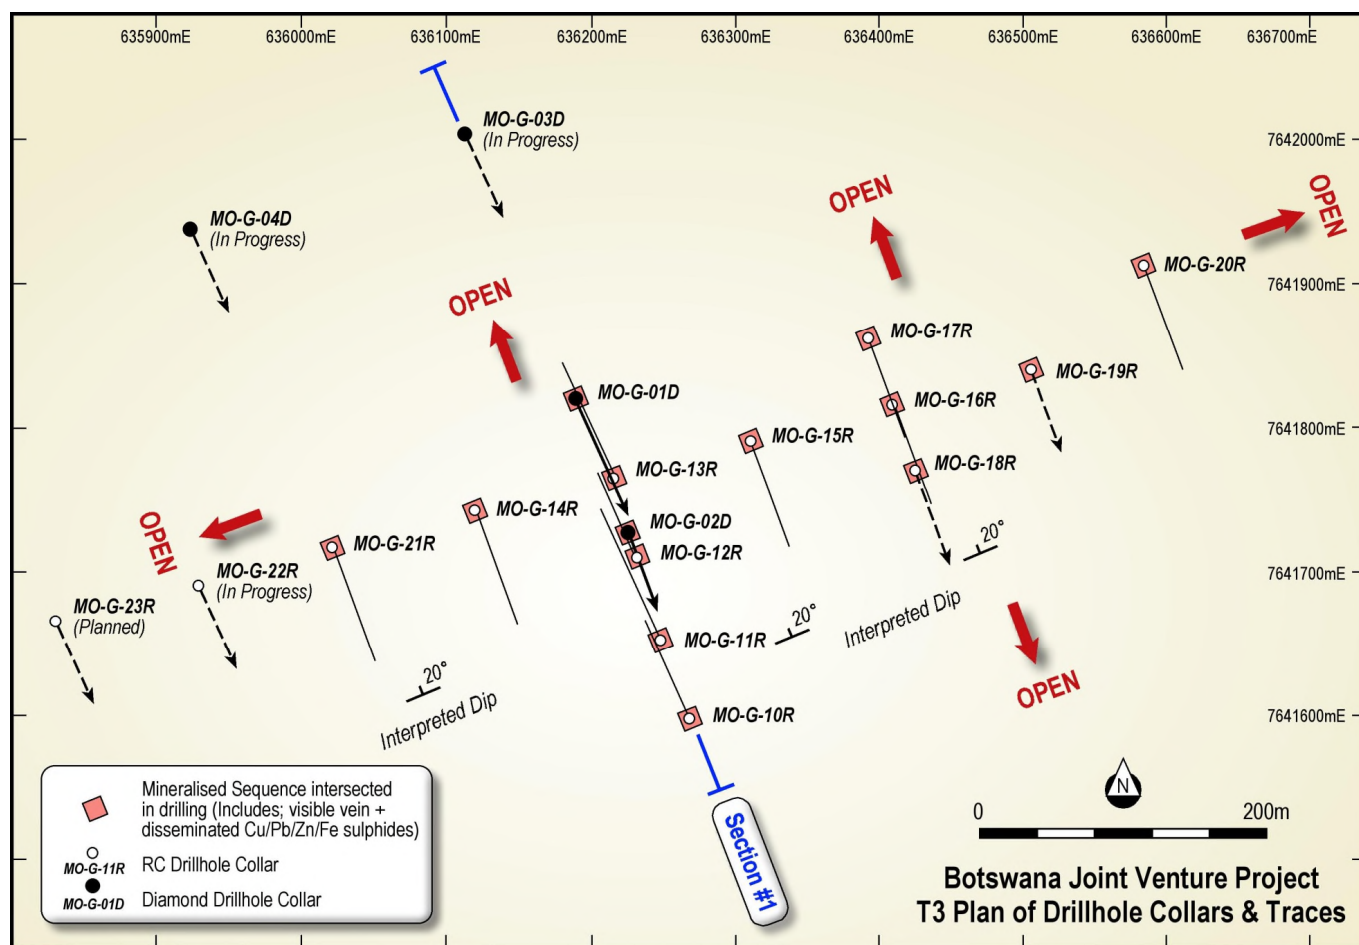 635900mE 636000mE 636100mE 636200mE 636300mE 636400mE 636500mE 636600mE 636700mE
MO-G-03D
(In Progress)
7642000mE
OPEN
OPEN
MO-G-04D
(In Progress)
MO-G-20R
7641900mE
OPEN
MO-G-17R
MO-G-19R
MO-G-01D
MO-G-16R
7641800mE
MO-G-15R
MO-G-18R
MO-G-13R
MO-G-14R
MO-G-02D
OPEN
MO-G-21R
MO-G-12R
20°
MO-G-22R
(In Progress)
7641700mE
MO-G-23R
(Planned)
Interpreted Dip
MO-G-11R
20°
20°
OPEN
Interpreted Dip
MO-G-10R
7641600mE
Mineralised Sequence intersected
in drilling (Includes; visible vein +
disseminated Cu/Pb/Zn/Fe sulphides)
MO-G-11R RC Drillhole Collar
MO-G-01D Diamond Drillhole Collar
Section #1
N
0 200m
Botswana Joint Venture Project
T3 Plan of Drillhole Collars & Traces